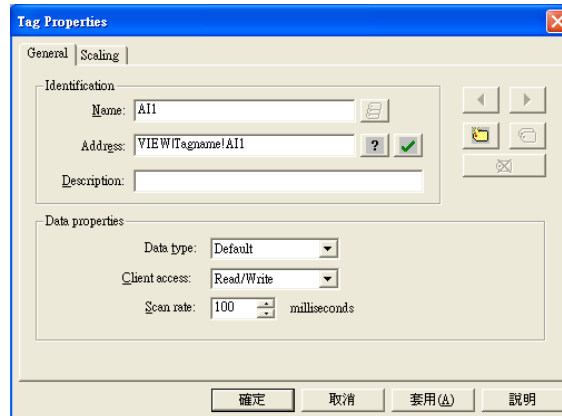 Tag Properties
General
Scaling
Identification
Name: AI1
Address: VIEW|Tagname!AI1
?
Description:
Data properties
Data type: Default
Client access: Read/Write
Scan rate: 100 milliseconds
確定
取消
套用(A)
說明